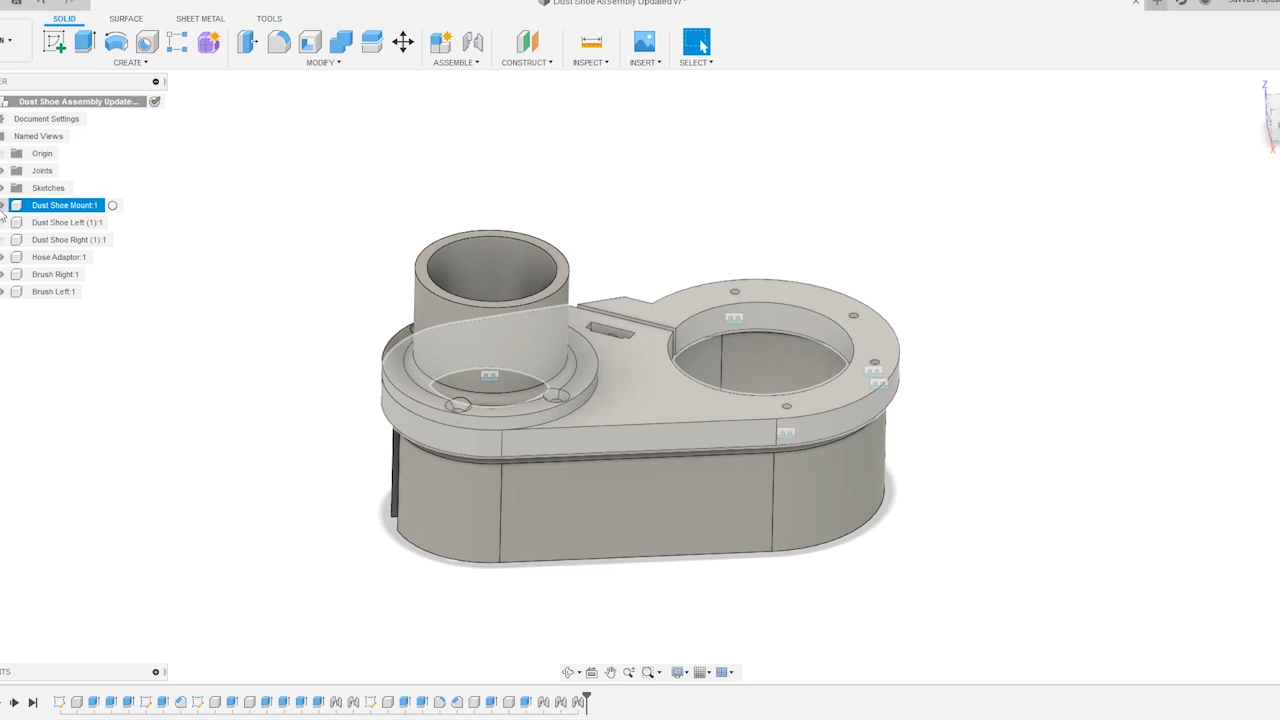 Dust Shoe Assembly Updated v7*
SOLID SURFACE SHEET METAL TOOLS
CREATE MODIFY ASSEMBLE CONSTRUCT INSPECT INSERT SELECT
ER
Dust Shoe Assembly Update...
Document Settings
Named Views
Origin
Joints
Sketches
Dust Shoe Mount:1
Dust Shoe Left (1):1
Dust Shoe Right (1):1
Hose Adaptor:1
Brush Right:1
Brush Left:1
Z
X
NTS